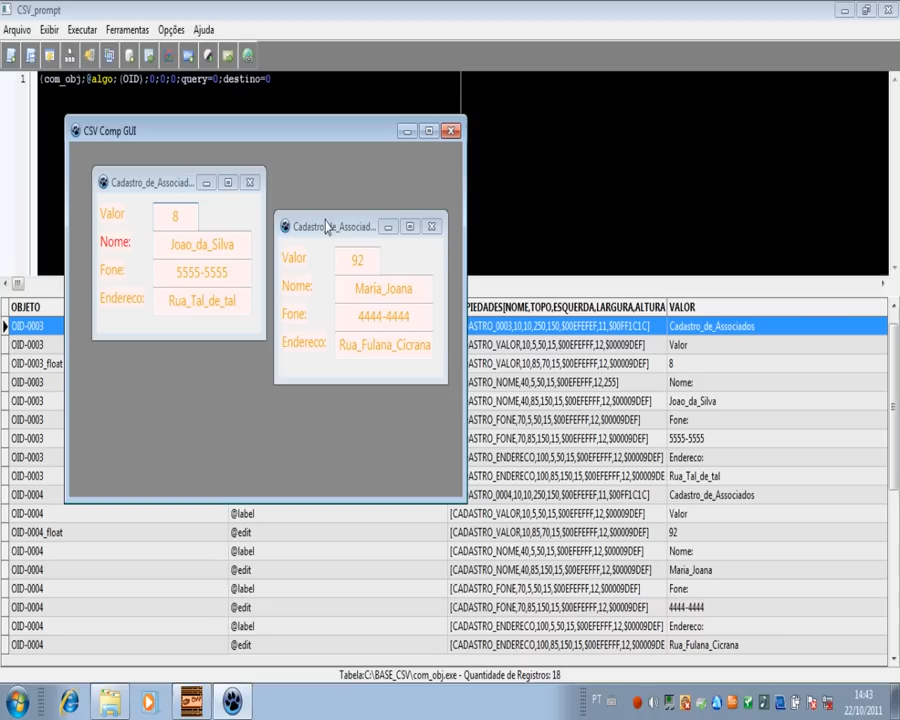 CSV_prompt
Arquivo Exibir Executar Ferramentas Opções Ajuda
1 {com_obj;@algo;(OID);0;0;0;query=0;destino=0
CSV Comp GUI
Cadastro_de_Associad...
Valor 8
Nome: Joao_da_Silva
Fone: 5555-5555
Endereco: Rua_Tal_de_tal
Cadastro_de_Associad...
Valor 92
Nome: Maria_Joana
Fone: 4444-4444
Endereco: Rua_Fulana_Cicrana
OBJETO PIEDADES[NOME,TOPO,ESQUERDA,LARGURA,ALTURA VALOR
OID-0003 ASTRO_0003,10,10,250,150,$00EFEFEF,11,$00FF1C1C] Cadastro_de_Associados
OID-0003 ASTRO_VALOR,10,5,50,15,$00EFEFFF,12,$00009DEF] Valor
OID-0003_float ASTRO_VALOR,10,85,70,15,$00EFEFFF,12,$00009DEF] 8
OID-0003 ASTRO_NOME,40,5,50,15,$00EFEFFF,12,255] Nome:
OID-0003 ASTRO_NOME,40,85,150,15,$00EFEFFF,12,$00009DEF] Joao_da_Silva
OID-0003 ASTRO_FONE,70,5,50,15,$00EFEFFF,12,$00009DEF] Fone:
OID-0003 ASTRO_FONE,70,85,150,15,$00EFEFFF,12,$00009DEF] 5555-5555
OID-0003 ASTRO_ENDERECO,100,5,50,15,$00EFEFFF,12,$00009DEF] Endereco:
OID-0003 ASTRO_ENDERECO,100,85,150,15,$00EFEFFF,12,$00009DE Rua_Tal_de_tal
OID-0004 ASTRO_0004,10,10,250,150,$00EFEFEF,11,$00FF1C1C] Cadastro_de_Associados
OID-0004 @label [CADASTRO_VALOR,10,5,50,15,$00EFEFFF,12,$00009DEF] Valor
OID-0004_float @edit [CADASTRO_VALOR,10,85,70,15,$00EFEFFF,12,$00009DEF] 92
OID-0004 @label [CADASTRO_NOME,40,5,50,15,$00EFEFFF,12,$00009DEF] Nome:
OID-0004 @edit [CADASTRO_NOME,40,85,150,15,$00EFEFFF,12,$00009DEF] Maria_Joana
OID-0004 @label [CADASTRO_FONE,70,5,50,15,$00EFEFFF,12,$00009DEF] Fone:
OID-0004 @edit [CADASTRO_FONE,70,85,150,15,$00EFEFFF,12,$00009DEF] 4444-4444
OID-0004 @label [CADASTRO_ENDERECO,100,5,50,15,$00EFEFFF,12,$00009DEF] Endereco:
OID-0004 @edit [CADASTRO_ENDERECO,100,85,150,15,$00EFEFFF,12,$00009DE Rua_Fulana_Cicrana
Tabela:C:\BASE_CSV\com_obj.exe - Quantidade de Registros: 18
PT
14:43
22/10/2011